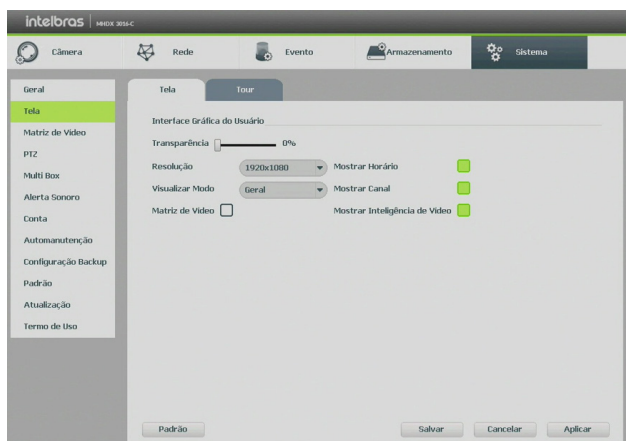 intelbras MHDX 3016-C
Câmera Rede Evento Armazenamento Sistema
Geral
Tela
Matriz de Vídeo
PTZ
Multi Box
Alerta Sonoro
Conta
Automanutenção
Configuração Backup
Padrão
Atualização
Termo de Uso
Tela Tour
Interface Gráfica do Usuário
Transparência 0%
Resolução 1920x1080 Mostrar Horário
Visualizar Modo Geral Mostrar Canal
Matriz de Vídeo Mostrar Inteligência de Vídeo
Padrão Salvar Cancelar Aplicar